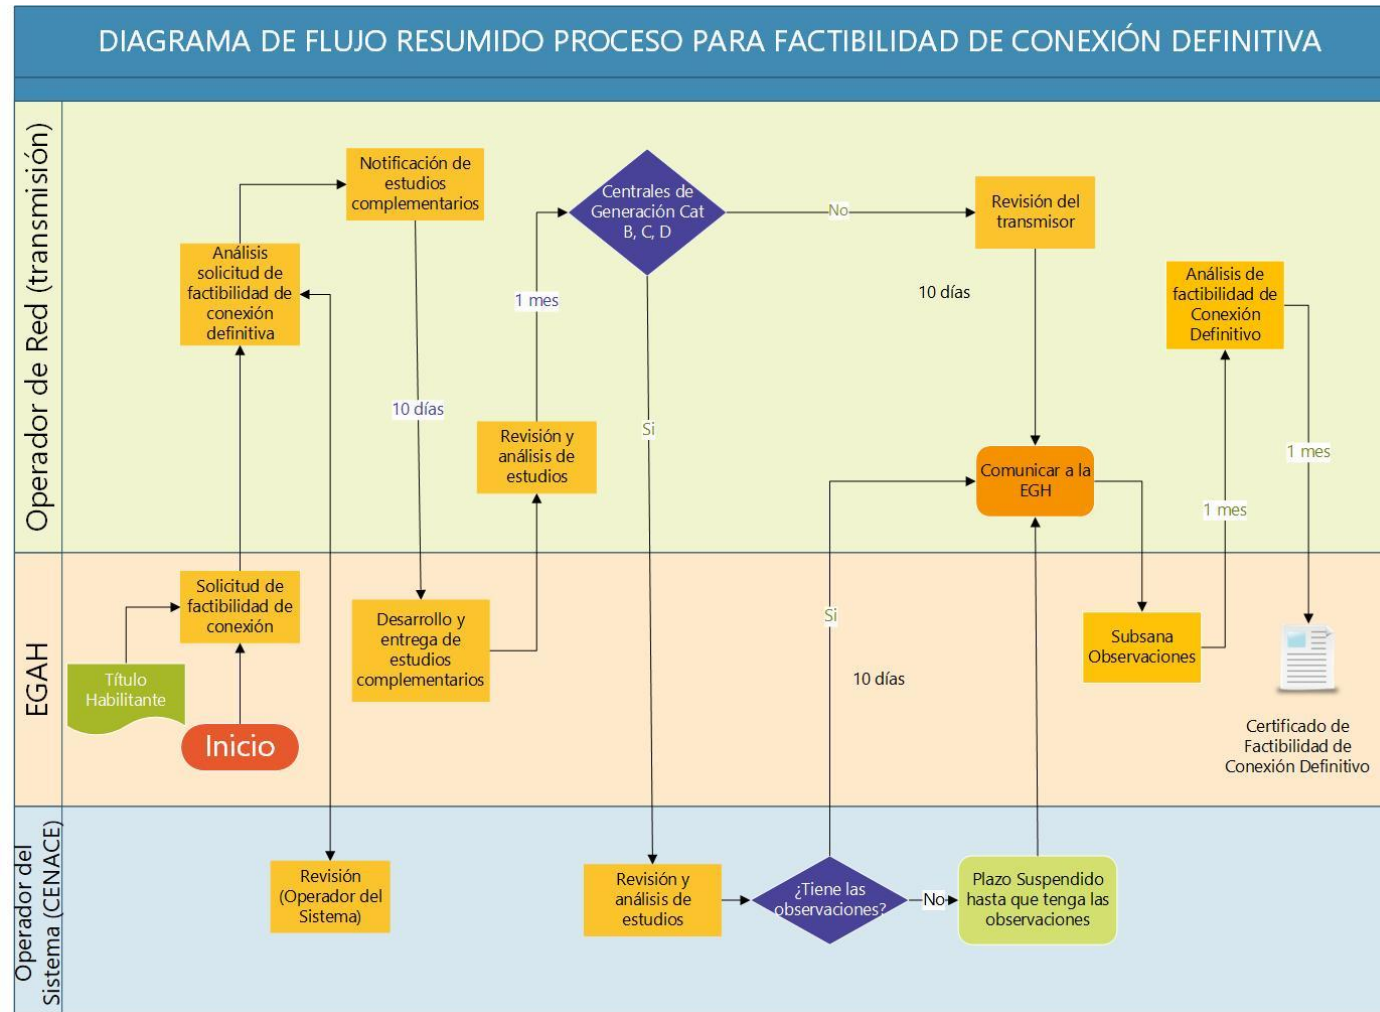 DIAGRAMA DE FLUJO RESUMIDO PROCESO PARA FACTIBILIDAD DE CONEXIÓN DEFINITIVA
Operador de Red (transmisión)
Notificación de
estudios
complementarios
Centrales de
Generación Cat
B, C, D
No
Revisión del
transmisor
Análisis
solicitud de
factibilidad de
conexión
definitiva
1 mes
10 días
Análisis de
factibilidad de
Conexión
Definitivo
10 días
Revisión y
análisis de
estudios
Si
Comunicar a la
EGH
1 mes
1 mes
EGAH
Solicitud de
factibilidad de
conexión
Título
Habilitante
Inicio
Desarrollo y
entrega de
estudios
complementarios
Si
10 días
Subsana
Observaciones
Certificado de
Factibilidad de
Conexión Definitivo
Operador del
Sistema (CENACE)
Revisión
(Operador del
Sistema)
Revisión y
análisis de
estudios
¿Tiene las
observaciones?
No
Plazo Suspendido
hasta que tenga las
observaciones